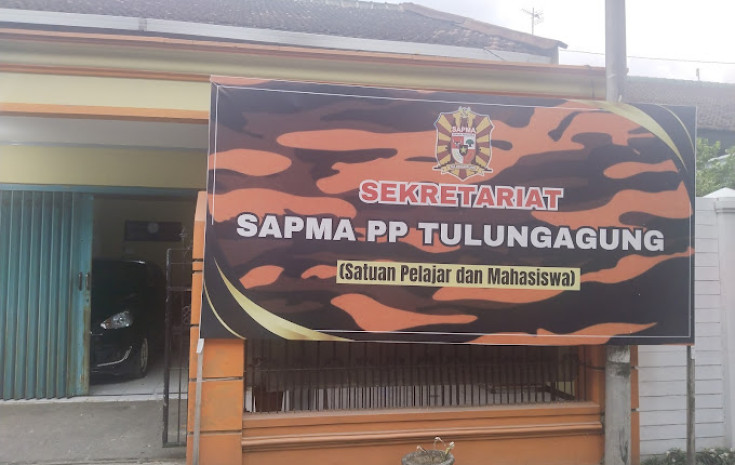 SAPMA
SEKRETARIAT
SAPMA PP TULUNGAGUNG
(Satuan Pelajar dan Mahasiswa)